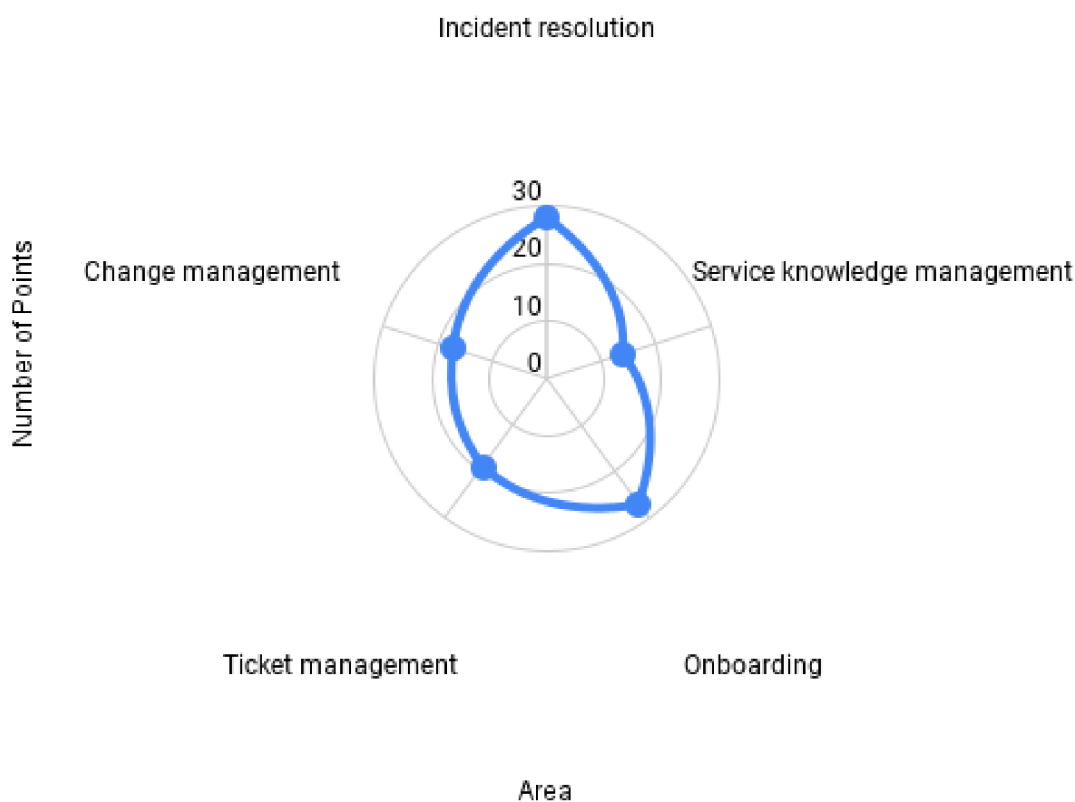 Incident resolution
30
20
10
0
Change management
Service knowledge management
Number of Points
Ticket management
Onboarding
Area